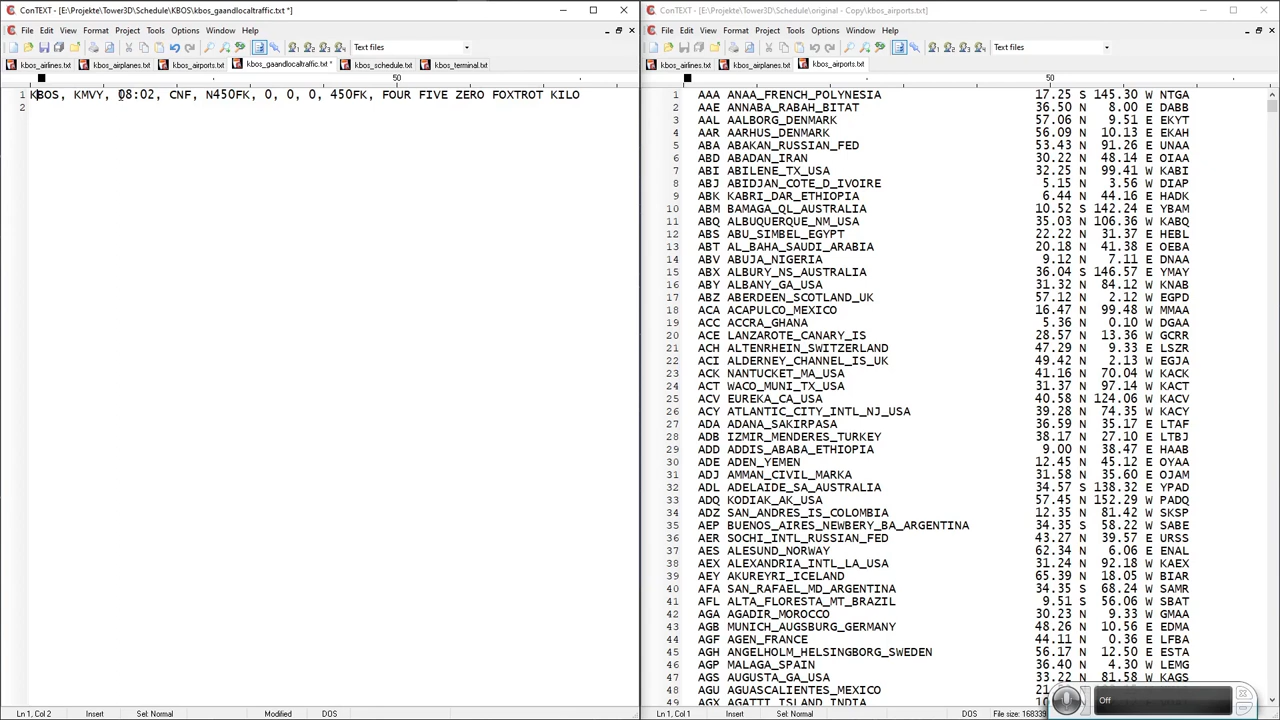 ConTEXT - [E:\Projekte\Tower3D\Schedule\KBOS\kbos_gaandlocaltraffic.txt *]
File Edit View Format Project Tools Options Window Help
Text files
kbos_airlines.txt kbos_airplanes.txt kbos_airports.txt kbos_gaandlocaltraffic.txt * kbos_schedule.txt kbos_terminal.txt
50
1 KBOS, KMVY, 08:02, CNF, N450FK, 0, 0, 0, 450FK, FOUR FIVE ZERO FOXTROT KILO
2
Ln 1, Col 2 Insert Sel: Normal Modified DOS
ConTEXT - [E:\Projekte\Tower3D\Schedule\original - Copy\kbos_airports.txt]
File Edit View Format Project Tools Options Window Help
Text files
kbos_airlines.txt kbos_airplanes.txt kbos_airports.txt
50
1 AAA ANAA_FRENCH_POLYNESIA 17.25 S 145.30 W NTGA
2 AAE ANNABA_RABAH_BITAT 36.50 N 8.00 E DABB
3 AAL AALBORG_DENMARK 57.06 N 9.51 E EKYT
4 AAR AARHUS_DENMARK 56.09 N 10.13 E EKAH
5 ABA ABAKAN_RUSSIAN_FED 53.43 N 91.26 E UNAA
6 ABD ABADAN_IRAN 30.22 N 48.14 E OIAA
7 ABI ABILENE_TX_USA 32.25 N 99.41 W KABI
8 ABJ ABIDJAN_COTE_D_IVOIRE 5.15 N 3.56 W DIAP
9 ABK KABRI_DAR_ETHIOPIA 6.44 N 44.16 E HADK
10 ABM BAMAGA_QL_AUSTRALIA 10.52 S 142.24 E YBAM
11 ABQ ALBUQUERQUE_NM_USA 35.03 N 106.36 W KABQ
12 ABS ABU_SIMBEL_EGYPT 22.22 N 31.37 E HEBL
13 ABT AL_BAHA_SAUDI_ARABIA 20.18 N 41.38 E OEBA
14 ABV ABUJA_NIGERIA 9.12 N 7.11 E DNAA
15 ABX ALBURY_NS_AUSTRALIA 36.04 S 146.57 E YMAY
16 ABY ALBANY_GA_USA 31.32 N 84.12 W KNAB
17 ABZ ABERDEEN_SCOTLAND_UK 57.12 N 2.12 W EGPD
18 ACA ACAPULCO_MEXICO 16.47 N 99.48 W MMAA
19 ACC ACCRA_GHANA 5.36 N 0.10 W DGAA
20 ACE LANZAROTE_CANARY_IS 28.57 N 13.36 W GCRR
21 ACH ALTENRHEIN_SWITZERLAND 47.29 N 9.33 E LSZR
22 ACI ALDERNEY_CHANNEL_IS_UK 49.42 N 2.13 W EGJA
23 ACK NANTUCKET_MA_USA 41.16 N 70.04 W KACK
24 ACT WACO_MUNI_TX_USA 31.37 N 97.14 W KACT
25 ACV EUREKA_CA_USA 40.58 N 124.06 W KACV
26 ACY ATLANTIC_CITY_INTL_NJ_USA 39.28 N 74.35 W KACY
27 ADA ADANA_SAKIRPASA 36.59 N 35.17 E LTAF
28 ADB IZMIR_MENDERES_TURKEY 38.17 N 27.10 E LTBJ
29 ADD ADDIS_ABABA_ETHIOPIA 9.00 N 38.47 E HAAB
30 ADE ADEN_YEMEN 12.45 N 45.12 E OYAA
31 ADJ AMMAN_CIVIL_MARKA 31.58 N 35.60 E OJAM
32 ADL ADELAIDE_SA_AUSTRALIA 34.57 S 138.32 E YPAD
33 ADQ KODIAK_AK_USA 57.45 N 152.29 W PADQ
34 ADZ SAN_ANDRES_IS_COLOMBIA 12.35 N 81.42 W SKSP
35 AEP BUENOS_AIRES_NEWBERY_BA_ARGENTINA 34.35 S 58.22 W SABE
36 AER SOCHI_INTL_RUSSIAN_FED 43.27 N 39.57 E URSS
37 AES ALESUND_NORWAY 62.34 N 6.06 E ENAL
38 AEX ALEXANDRIA_INTL_LA_USA 31.24 N 92.18 W KAEX
39 AEY AKUREYRI_ICELAND 65.39 N 18.05 W BIAR
40 AFA SAN_RAFAEL_MD_ARGENTINA 34.35 S 68.24 W SAMR
41 AFL ALTA_FLORESTA_MT_BRAZIL 9.51 S 56.06 W SBAT
42 AGA AGADIR_MOROCCO 30.23 N 9.33 W GMAA
43 AGB MUNICH_AUGSBURG_GERMANY 48.26 N 10.56 E EDMA
44 AGF AGEN_FRANCE 44.11 N 0.36 E LFBA
45 AGH ANGELHOLM_HELSINGBORG_SWEDEN 56.17 N 12.50 E ESTA
46 AGP MALAGA_SPAIN 36.40 N 4.30 W LEMG
47 AGS AUGUSTA_GA_USA 33.22 N 81.58 W KAGS
48 AGU AGUASCALIENTES_MEXICO 21
49 AGX AGATTI_ISLAND_INDIA
Off
Ln 1, Col 1 Insert Sel: Normal DOS File size: 168339